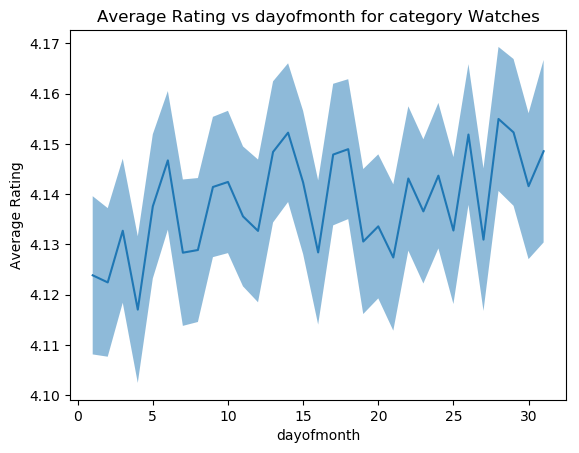 Average Rating vs dayofmonth for category Watches
4.17
4.16
4.15
4.14
4.13
4.12
4.11
4.10
Average Rating
0 5 10 15 20 25 30
dayofmonth